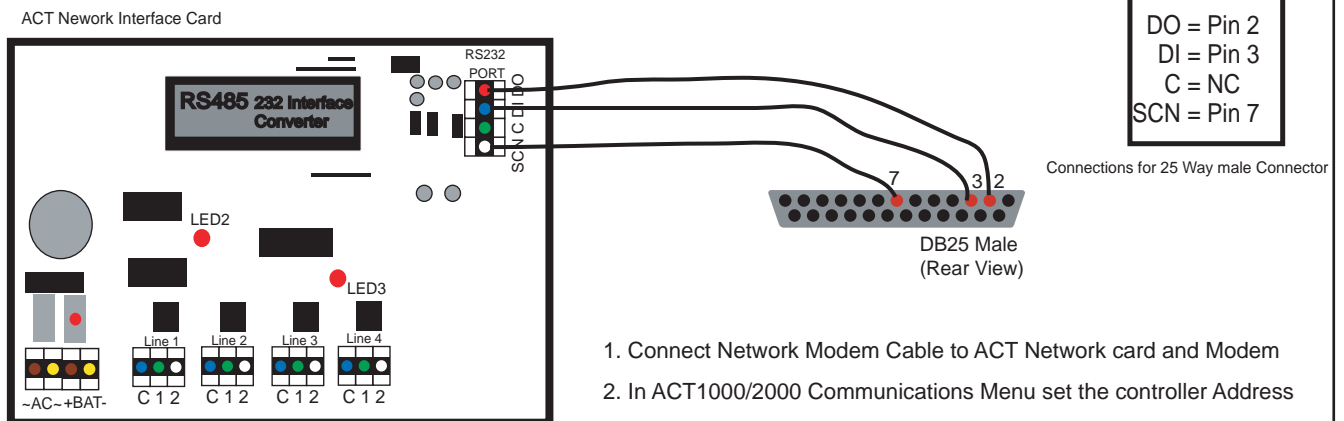 ACT Nework Interface Card
RS485 232 Interface
Converter
RS232
PORT
SCN C DI DO
LED2
LED3
Line 1 Line 2 Line 3 Line 4
~AC~+BAT- C 1 2 C 1 2 C 1 2 C 1 2
7 3 2
DB25 Male
(Rear View)
DO = Pin 2
DI = Pin 3
C = NC
SCN = Pin 7
Connections for 25 Way male Connector
1. Connect Network Modem Cable to ACT Network card and Modem
2. In ACT1000/2000 Communications Menu set the controller Address